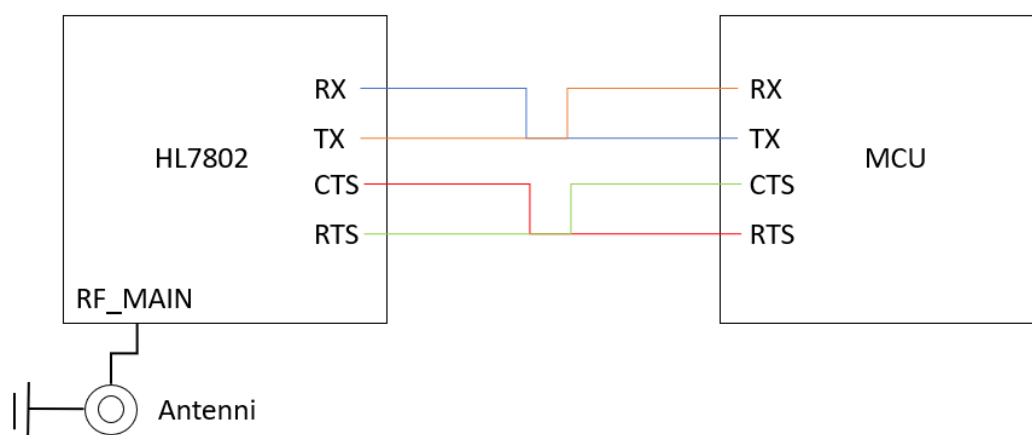 RX
TX
HL7802
CTS
RTS
RF_MAIN
Antenni
RX
TX
MCU
CTS
RTS